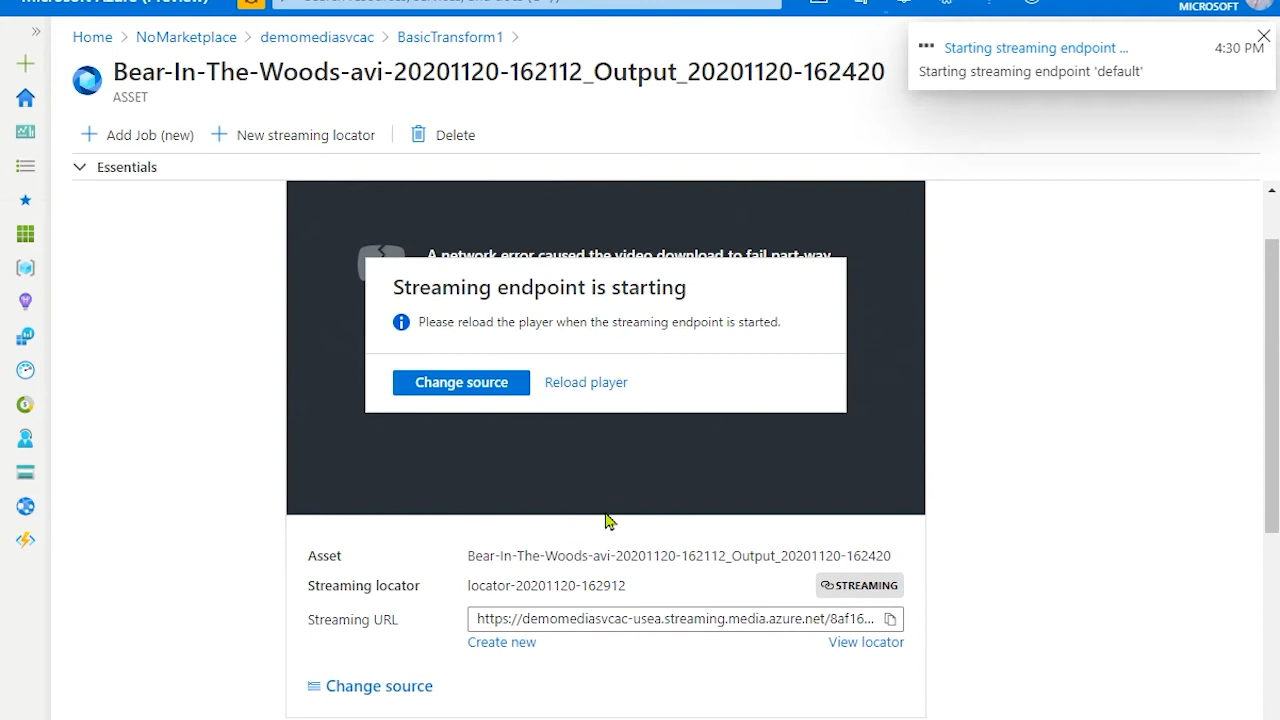 Microsoft Azure (Preview)
MICROSOFT
Home > NoMarketplace > demomediasvcac > BasicTransform1 >
Starting streaming endpoint ...
4:30 PM
Starting streaming endpoint 'default'
Bear-In-The-Woods-avi-20201120-162112_Output_20201120-162420
ASSET
Add Job (new)
New streaming locator
Delete
Essentials
A network error caused the video download to fail part-way
Streaming endpoint is starting
Please reload the player when the streaming endpoint is started.
Change source
Reload player
Asset
Bear-In-The-Woods-avi-20201120-162112_Output_20201120-162420
Streaming locator
locator-20201120-162912
STREAMING
Streaming URL
https://demomediasvcac-usea.streaming.media.azure.net/8af16...
Create new
View locator
Change source